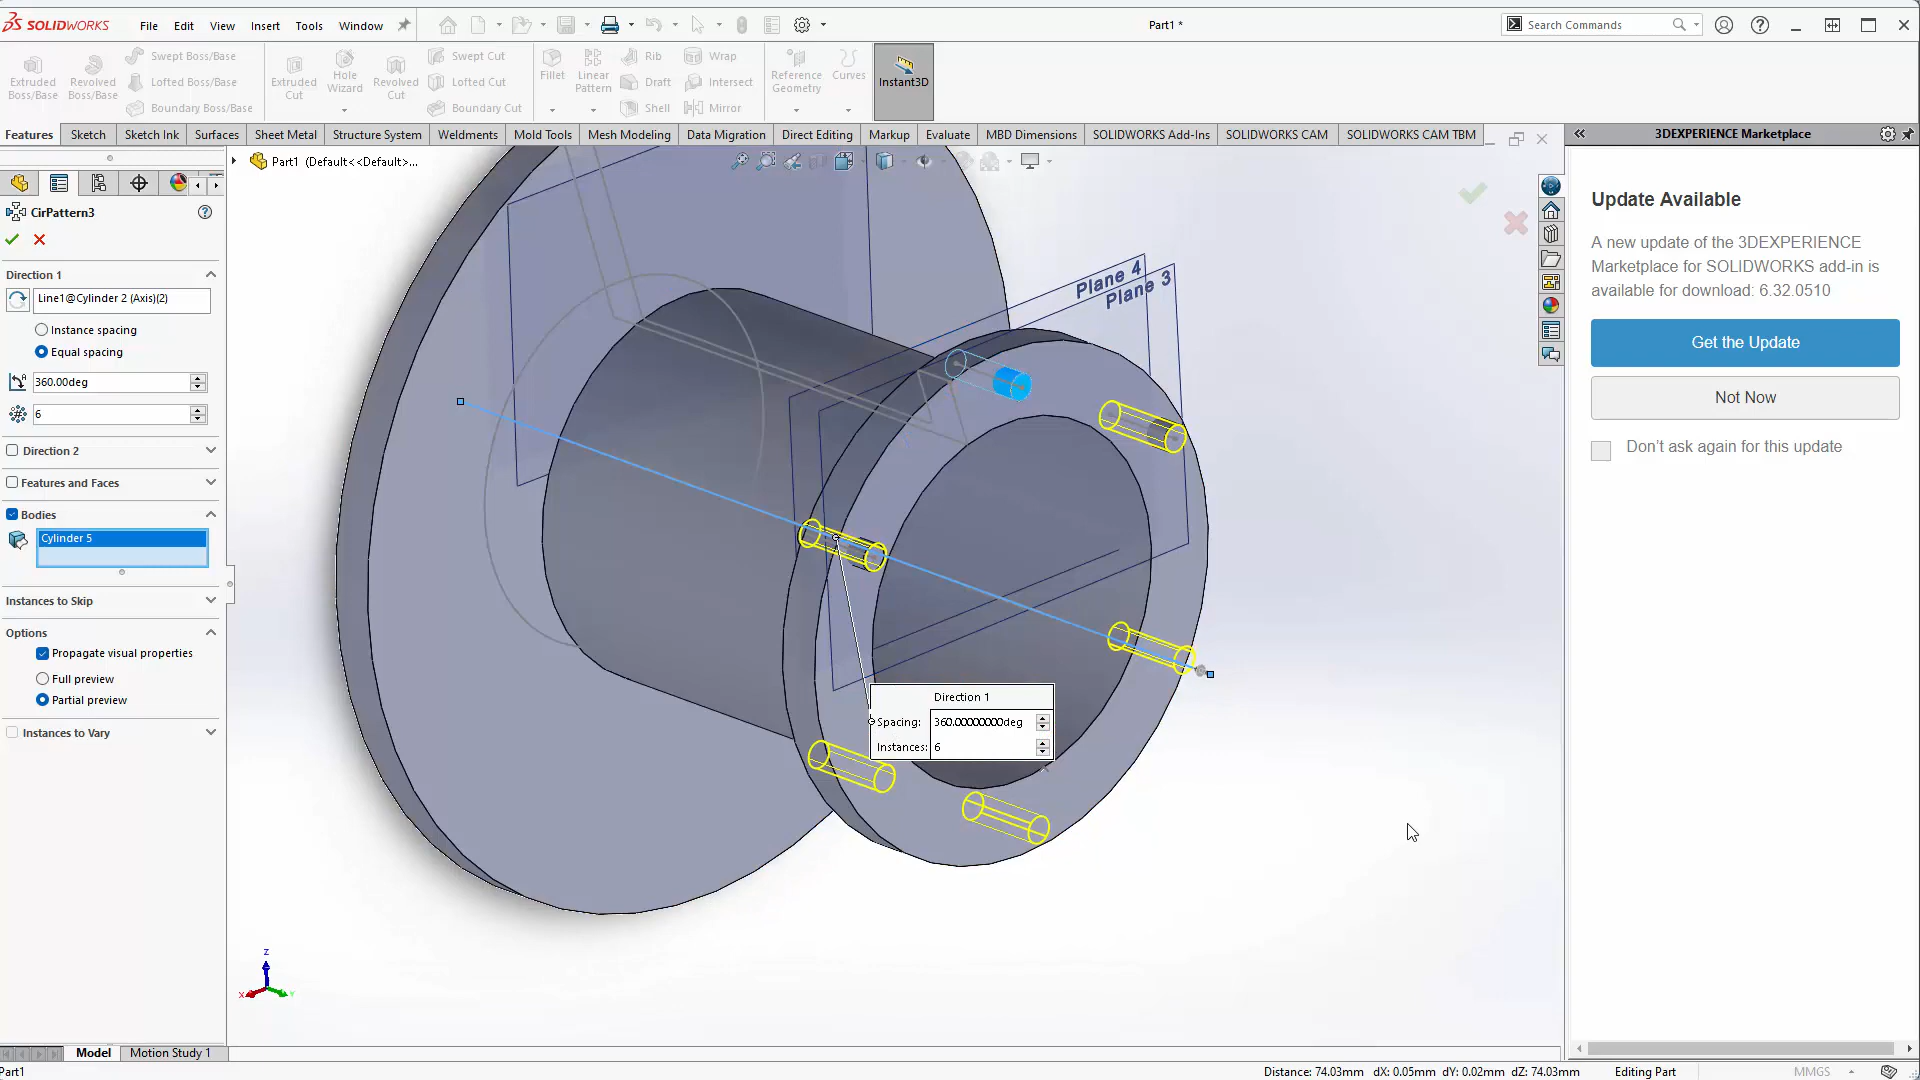 SOLIDWORKS File Edit View Insert Tools Window Part1 * Search Commands
Extruded Boss/Base
Revolved Boss/Base
Swept Boss/Base
Lofted Boss/Base
Boundary Boss/Base
Extruded Cut
Hole Wizard
Revolved Cut
Swept Cut
Lofted Cut
Boundary Cut
Fillet
Linear Pattern
Rib
Draft
Shell
Wrap
Intersect
Mirror
Reference Geometry
Curves
Instant3D
Features Sketch Sketch Ink Surfaces Sheet Metal Structure System Weldments Mold Tools Mesh Modeling Data Migration Direct Editing Markup Evaluate MBD Dimensions SOLIDWORKS Add-Ins SOLIDWORKS CAM SOLIDWORKS CAM TBM
3DEXPERIENCE Marketplace
Part1 (Default<<Default>...
CirPattern3
Direction 1
Line1@Cylinder 2 (Axis)(2)
Instance spacing
Equal spacing
360.00deg
6
Direction 2
Features and Faces
Bodies
Cylinder 5
Instances to Skip
Options
Propagate visual properties
Full preview
Partial preview
Instances to Vary
Plane 4
Plane 3
Direction 1
Spacing: 360.00000000deg
Instances: 6
Z
X
Y
Update Available
A new update of the 3DEXPERIENCE
Marketplace for SOLIDWORKS add-in is
available for download: 6.32.0510
Get the Update
Not Now
Don't ask again for this update
Model Motion Study 1
Part1 Distance: 74.03mm dX: 0.05mm dY: 0.02mm dZ: 74.03mm Editing Part MMGS